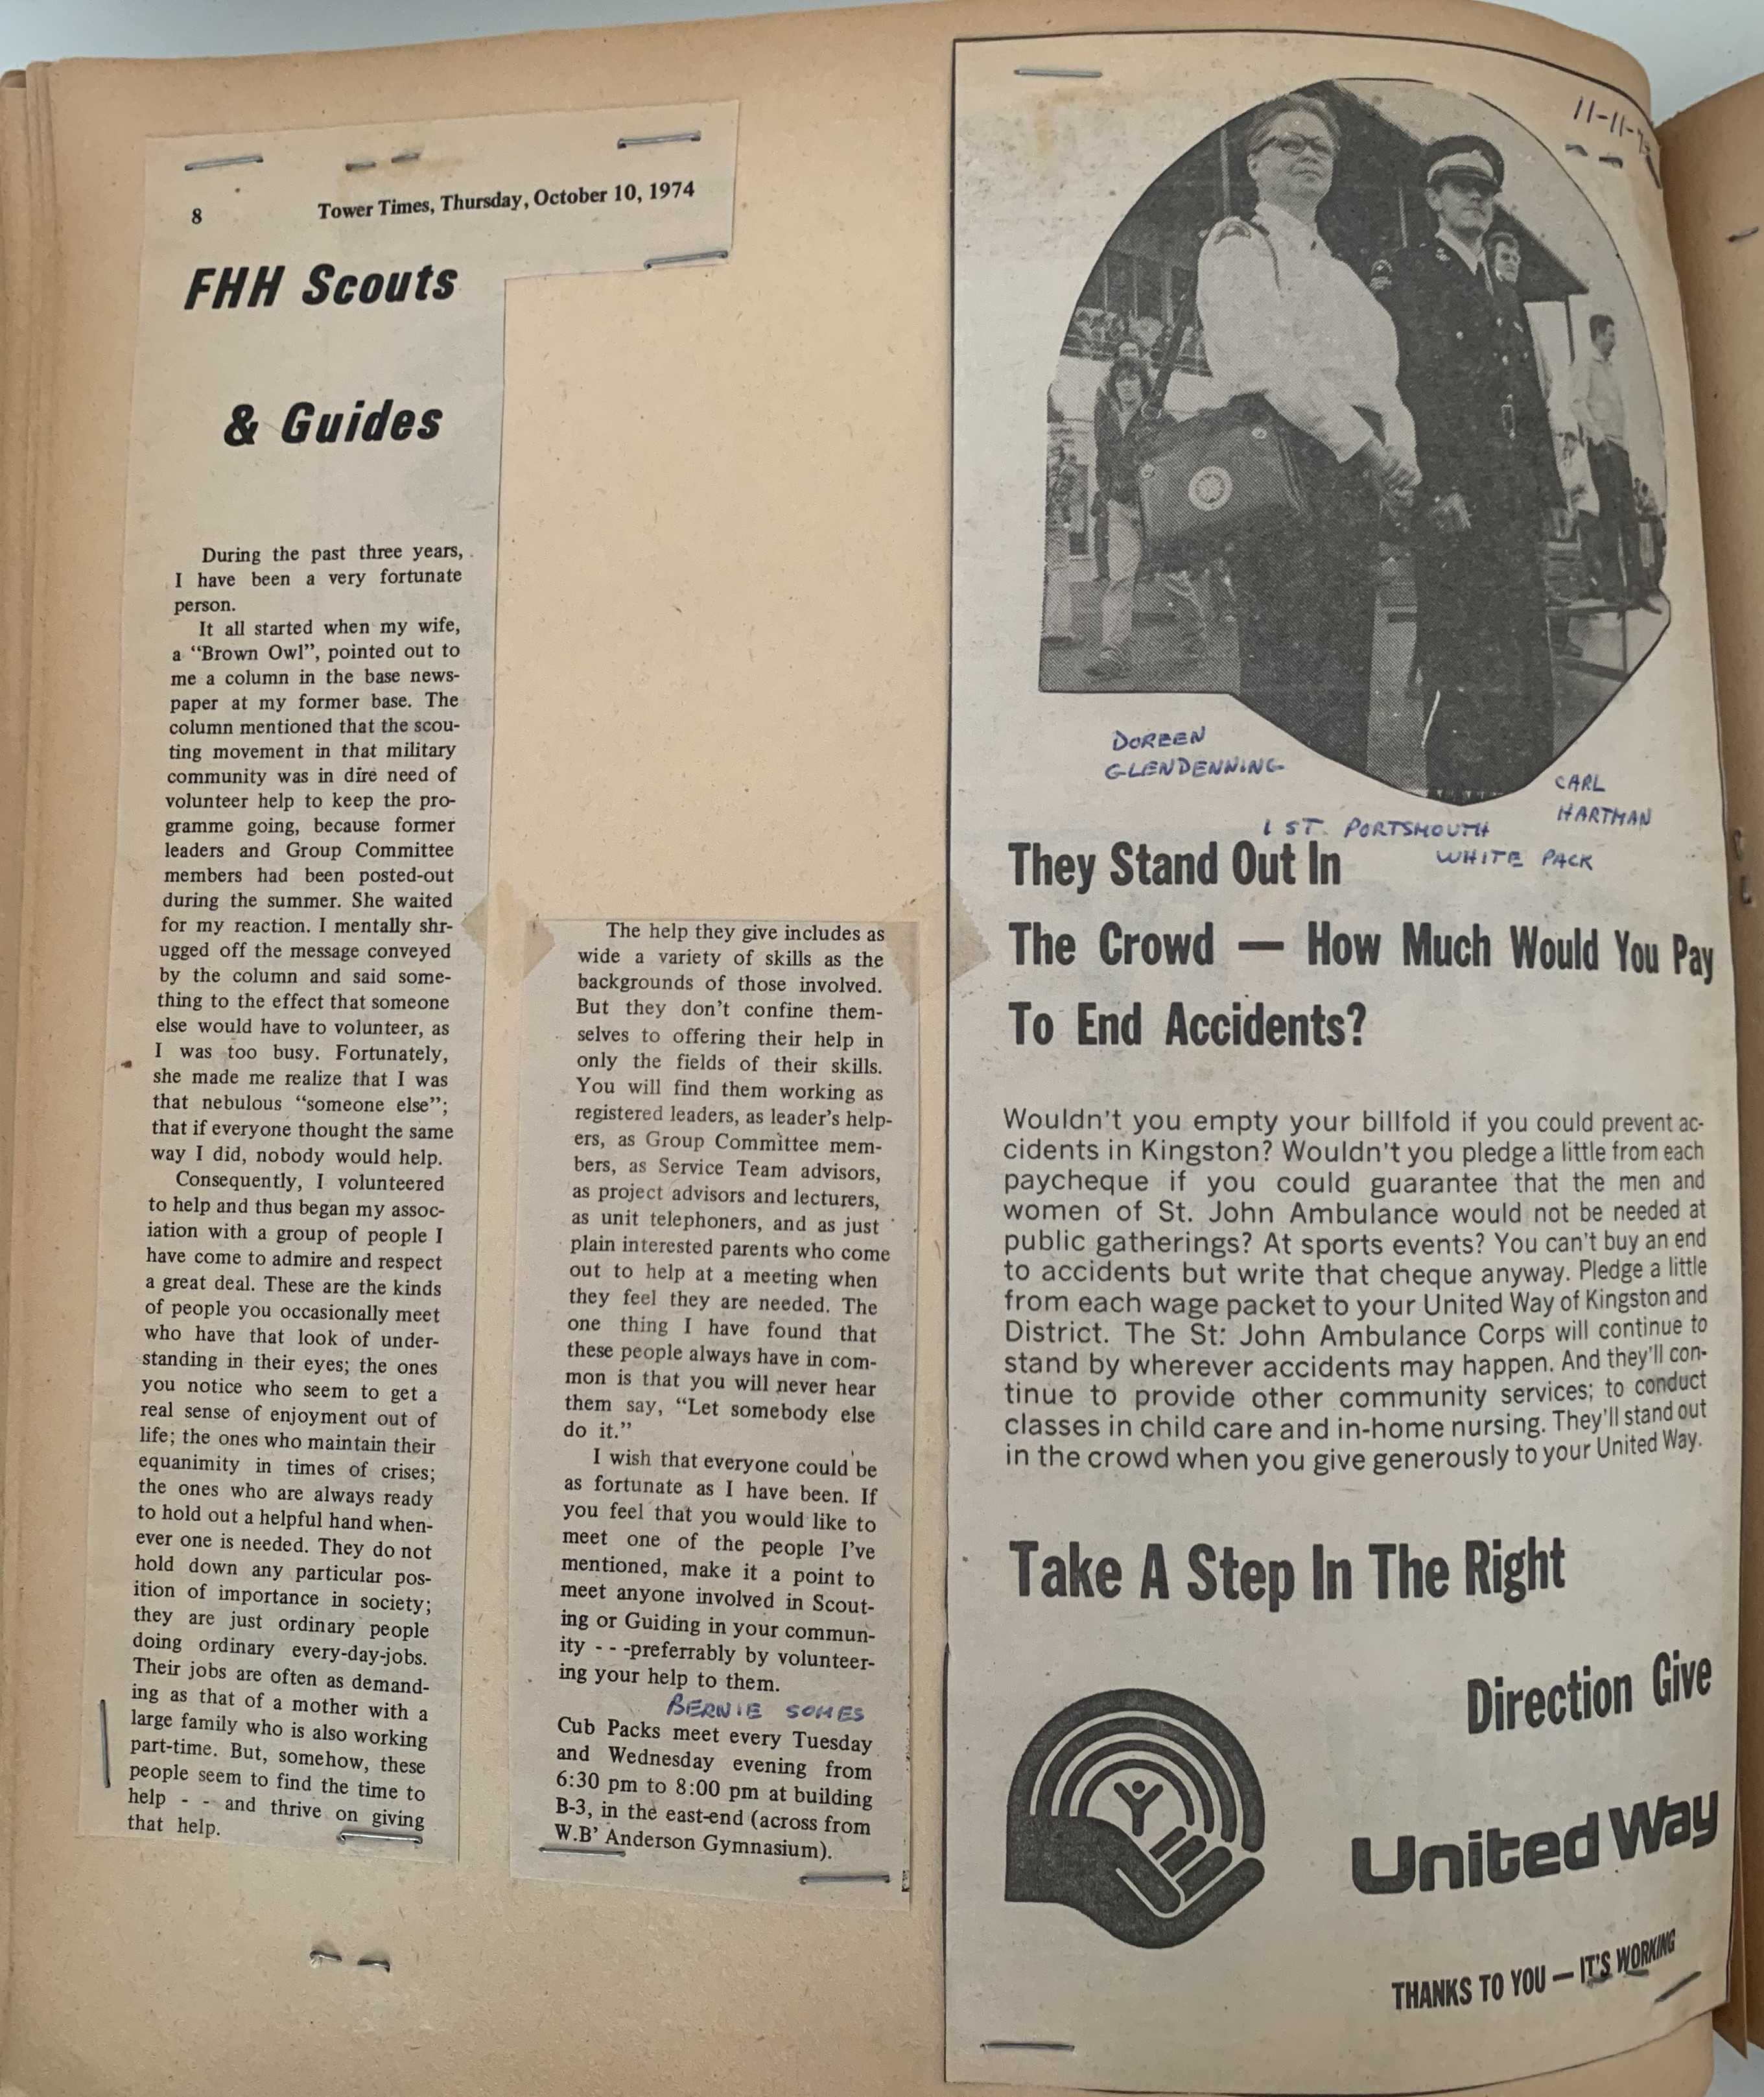 8
Tower Times, Thursday, October 10, 1974
FHH Scouts
& Guides
During the past three years,
I have been a very fortunate
person.
It all started when my wife,
a "Brown Owl", pointed out to
me a column in the base news-
paper at my former base. The
column mentioned that the scou-
ting movement in that military
community was in dire need of
volunteer help to keep the pro-
gramme going, because former
leaders and Group Committee
members had been posted-out
during the summer. She waited
for my reaction. I mentally shr-
ugged off the message conveyed
by the column and said some-
thing to the effect that someone
else would have to volunteer, as
I was too busy. Fortunately,
she made me realize that I was
that nebulous "someone else";
that if everyone thought the same
way I did, nobody would help.
Consequently, I volunteered
to help and thus began my assoc-
iation with a group of people I
have come to admire and respect
a great deal. These are the kinds
of people you occasionally meet
who have that look of under-
standing in their eyes; the ones
you notice who seem to get a
real sense of enjoyment out of
life; the ones who maintain their
equanimity in times of crises;
the ones who are always ready
to hold out a helpful hand when-
ever one is needed. They do not
hold down any particular pos-
ition of importance in society;
they are just ordinary people
doing ordinary every-day-jobs.
Their jobs are often as demand-
ing as that of a mother with a
large family who is also working
part-time. But, somehow, these
people seem to find the time to
help - - and thrive on giving
that help.
The help they give includes as
wide a variety of skills as the
backgrounds of those involved.
But they don't confine them-
selves to offering their help in
only the fields of their skills.
You will find them working as
registered leaders, as leader's help-
ers, as Group Committee mem-
bers, as Service Team advisors,
as project advisors and lecturers,
as unit telephoners, and as just
plain interested parents who come
out to help at a meeting when
they feel they are needed. The
one thing I have found that
these people always have in com-
mon is that you will never hear
them say, "Let somebody else
do it."
I wish that everyone could be
as fortunate as I have been. If
you feel that you would like to
meet one of the people I've
mentioned, make it a point to
meet anyone involved in Scout-
ing or Guiding in your commun-
ity - - -preferrably by volunteer-
ing your help to them.
BERNIE SOMES
Cub Packs meet every Tuesday
and Wednesday evening from
6:30 pm to 8:00 pm at building
B-3, in the east-end (across from
W.B' Anderson Gymnasium).
DOREEN
GLENDENNING
CARL
HARTMAN
1 ST. PORTSMOUTH
WHITE PACK
They Stand Out In
The Crowd — How Much Would You Pay
To End Accidents?
Wouldn't you empty your billfold if you could prevent ac-
cidents in Kingston? Wouldn't you pledge a little from each
paycheque if you could guarantee that the men and
women of St. John Ambulance would not be needed at
public gatherings? At sports events? You can't buy an end
to accidents but write that cheque anyway. Pledge a little
from each wage packet to your United Way of Kingston and
District. The St: John Ambulance Corps will continue to
stand by wherever accidents may happen. And they'll con-
tinue to provide other community services; to conduct
classes in child care and in-home nursing. They'll stand out
in the crowd when you give generously to your United Way.
Take A Step In The Right
Direction Give
United Way
THANKS TO YOU — IT'S WORKING